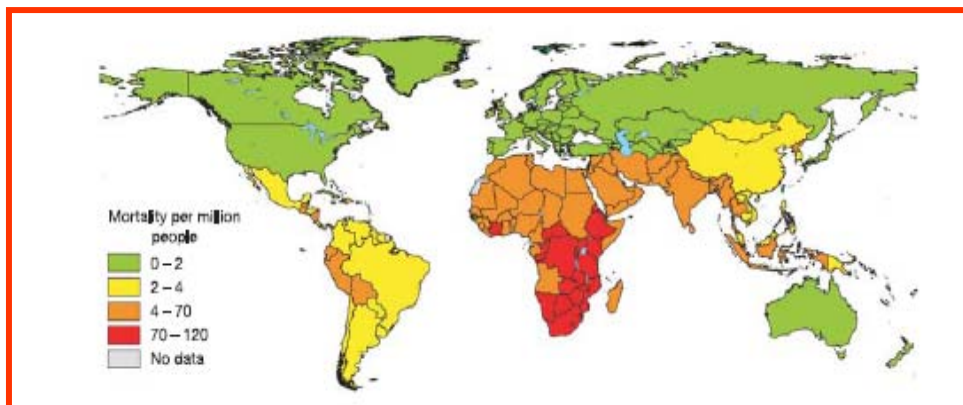 Mortality per million
people
0–2
2–4
4–70
70–120
No data